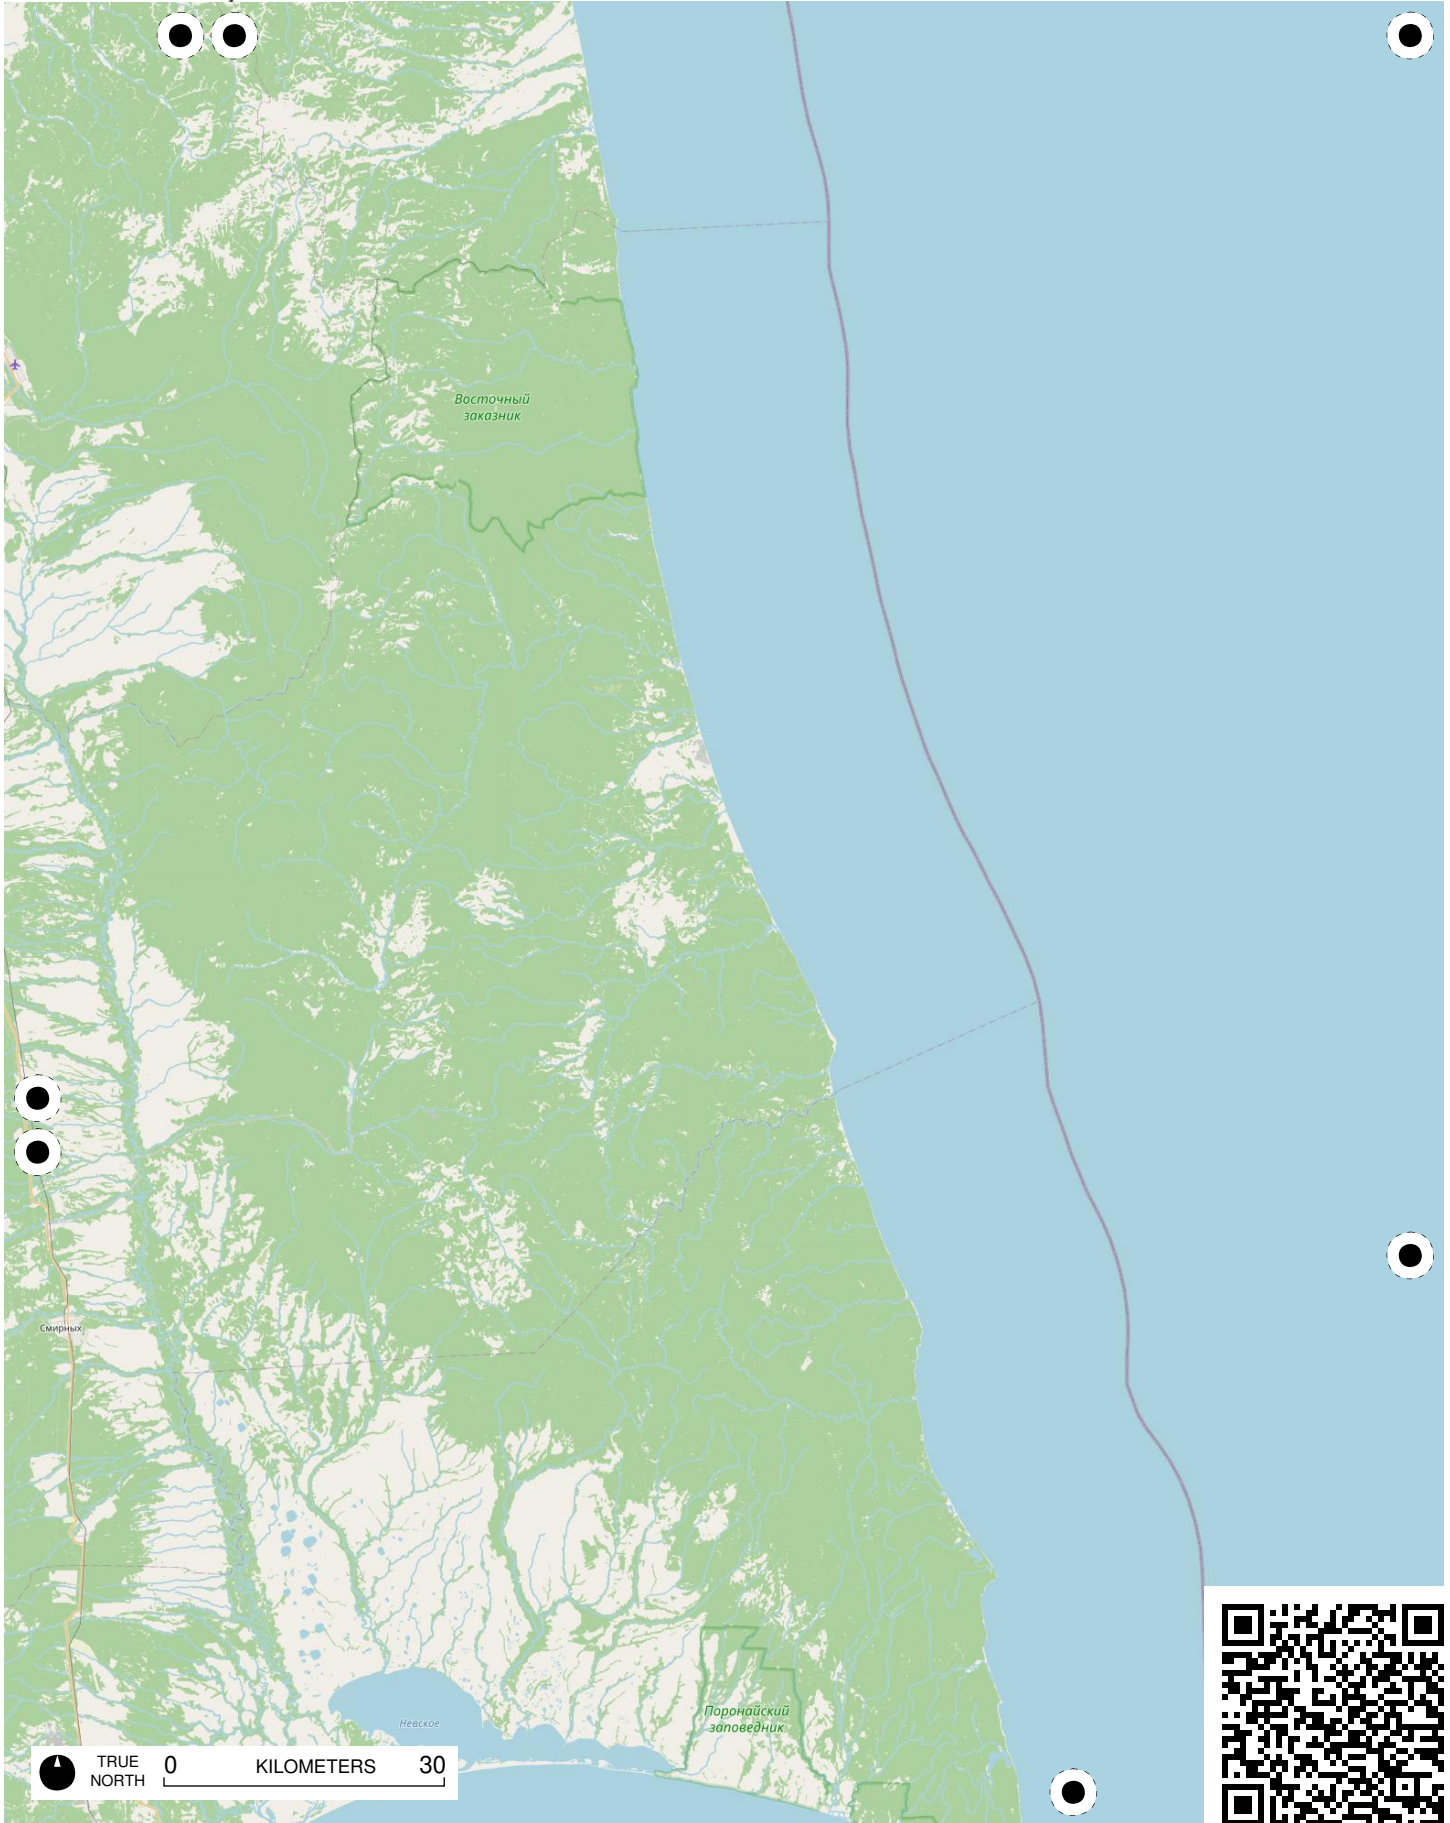 Восточный
заказник
Смирных
Поронайский
заповедник
Невское
TRUE
NORTH
0 KILOMETERS 30